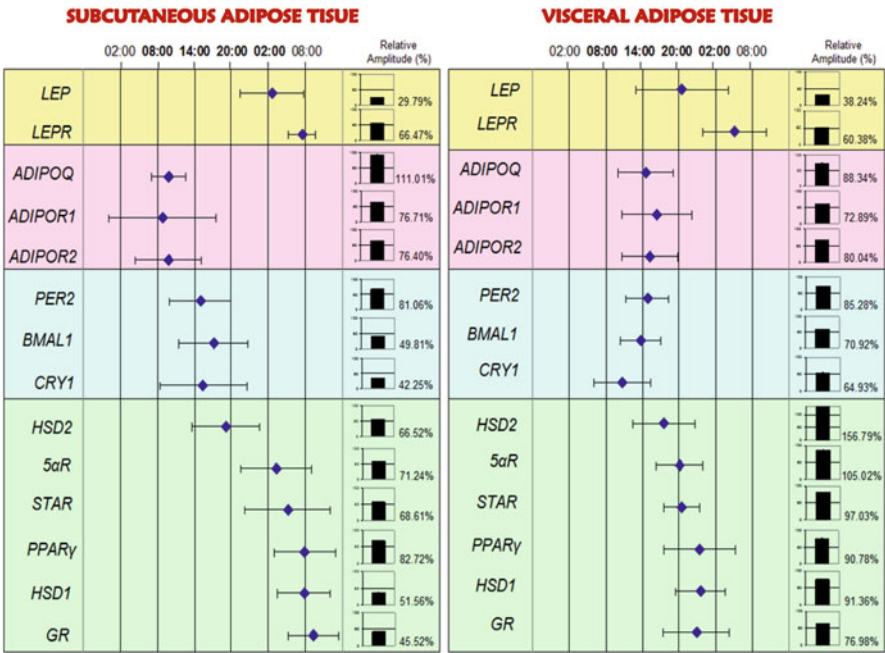 SUBCUTANEOUS ADIPOSE TISUE
02:00 08:00 14:00 20:00 02:00 08:00 Relative Amplitude (%)
LEP 29.79%
LEPR 66.47%
ADIPOQ 111.01%
ADIPOR1 76.71%
ADIPOR2 76.40%
PER2 81.06%
BMAL1 49.81%
CRY1 42.25%
HSD2 66.52%
5αR 71.24%
STAR 68.61%
PPARγ 82.72%
HSD1 51.56%
GR 45.52%
VISCERAL ADIPOSE TISUE
02:00 08:00 14:00 20:00 02:00 08:00 Relative Amplitude (%)
LEP 38.24%
LEPR 60.38%
ADIPOQ 88.34%
ADIPOR1 72.89%
ADIPOR2 80.04%
PER2 85.28%
BMAL1 70.92%
CRY1 64.93%
HSD2 156.79%
5αR 105.02%
STAR 97.03%
PPARγ 90.78%
HSD1 91.36%
GR 76.98%